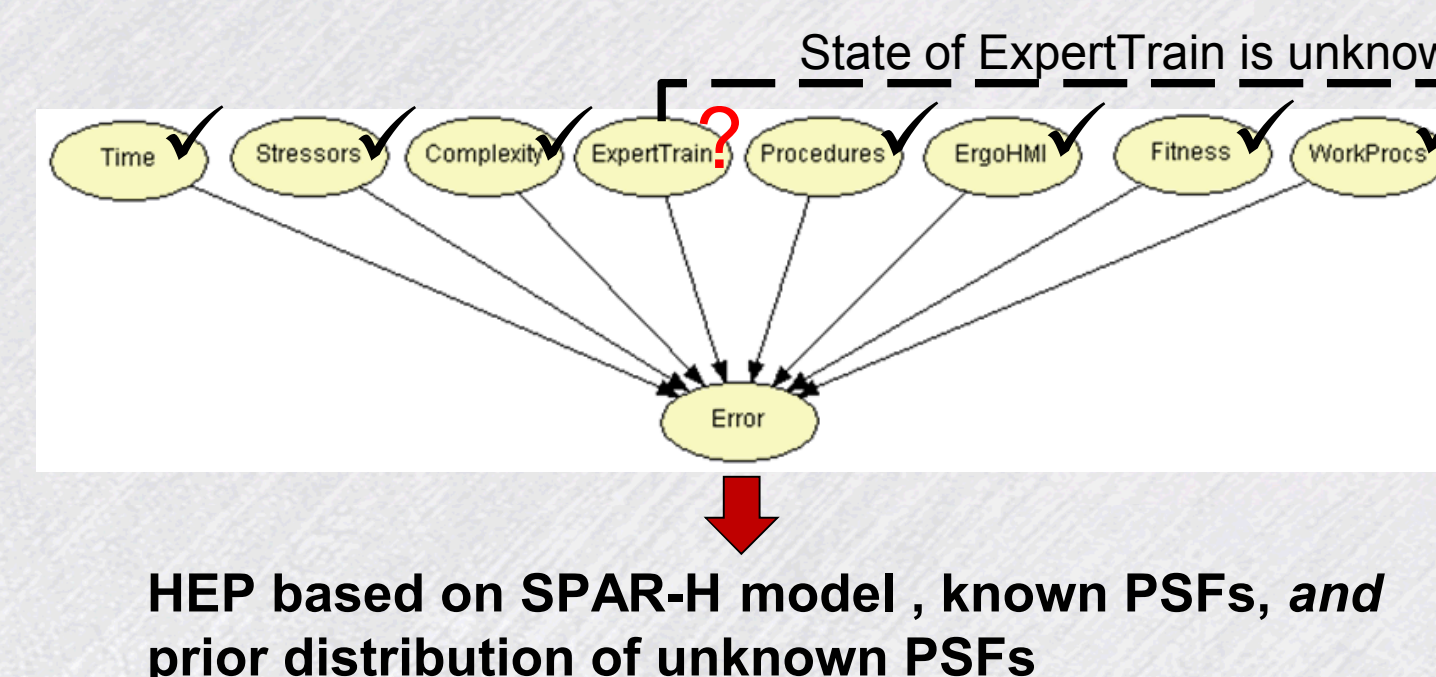 State of ExpertTrain is unknow
Time Stressors Complexity ExpertTrain ? Procedures ErgoHMI Fitness WorkProcs
Error
HEP based on SPAR-H model , known PSFs, and
prior distribution of unknown PSFs